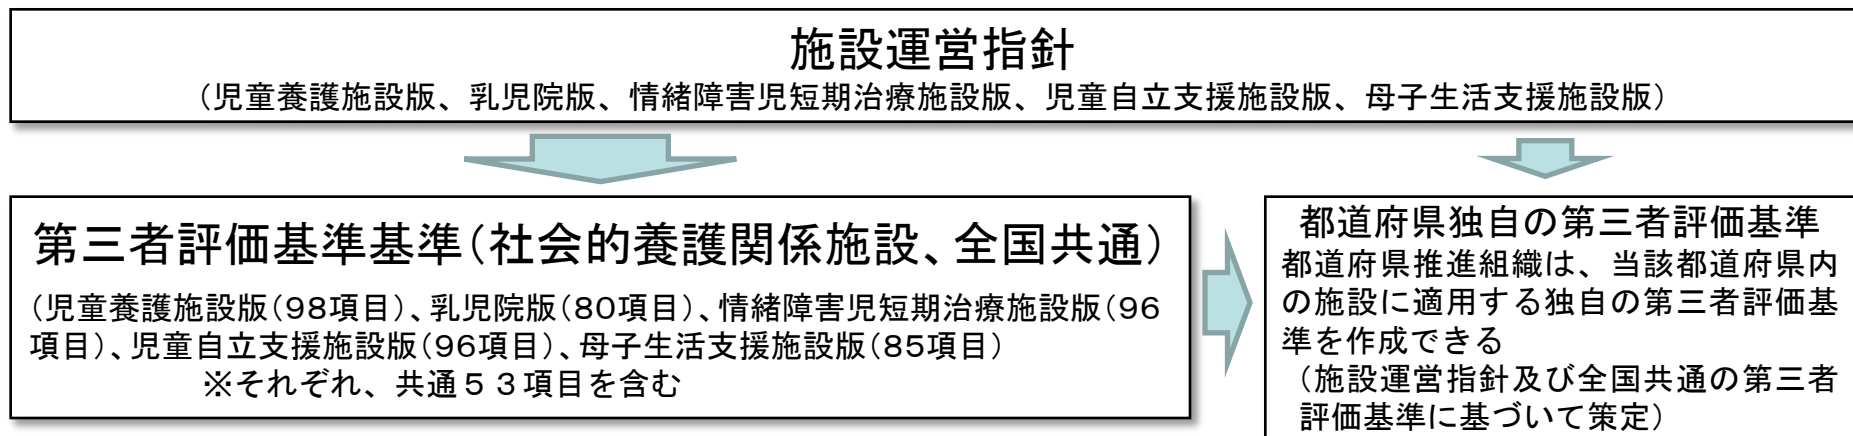 施設運営指針
（児童養護施設版、乳児院版、情緒障害児短期治療施設版、児童自立支援施設版、母子生活支援施設版）
第三者評価基準基準（社会的養護関係施設、全国共通）
（児童養護施設版（９８項目）、乳児院版（８０項目）、情緒障害児短期治療施設版（９６
項目）、児童自立支援施設版（９６項目）、母子生活支援施設版（８５項目）
※それぞれ、共通５３項目を含む
都道府県独自の第三者評価基準
都道府県推進組織は、当該都道府県内
の施設に適用する独自の第三者評価基
準を作成できる
（施設運営指針及び全国共通の第三者
評価基準に基づいて策定）